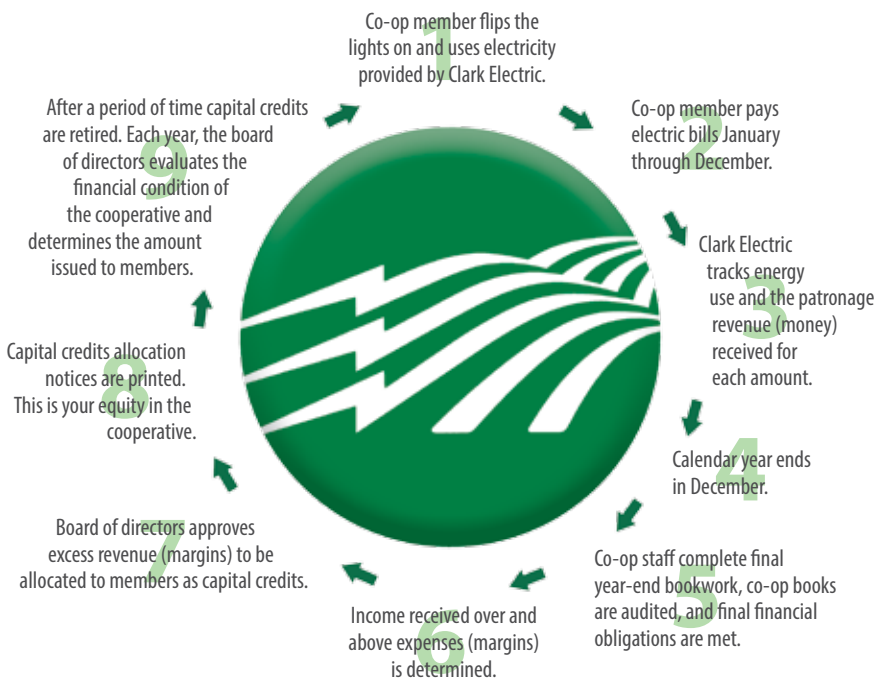 1
Co-op member flips the
lights on and uses electricity
provided by Clark Electric.
2
Co-op member pays
electric bills January
through December.
3
Clark Electric
tracks energy
use and the patronage
revenue (money)
received for
each amount.
4
Calendar year ends
in December.
5
Co-op staff complete final
year-end bookwork, co-op books
are audited, and final financial
obligations are met.
6
Income received over and
above expenses (margins)
is determined.
7
Board of directors approves
excess revenue (margins) to be
allocated to members as capital credits.
8
Capital credits allocation
notices are printed.
This is your equity in the
cooperative.
9
After a period of time capital credits
are retired. Each year, the board
of directors evaluates the
financial condition of
the cooperative and
determines the amount
issued to members.